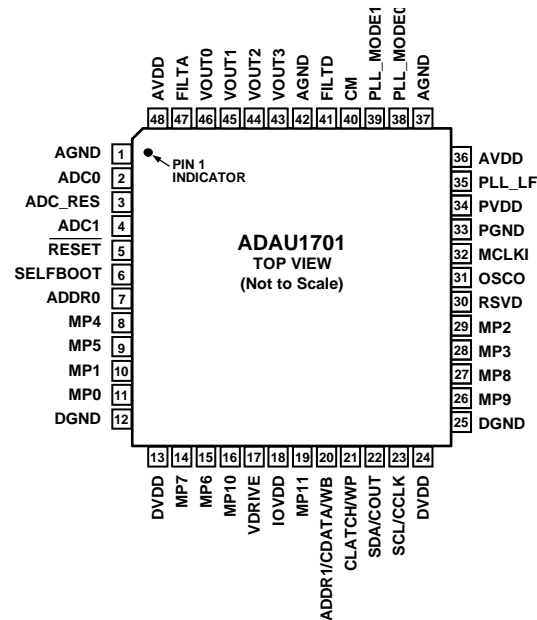 AVDD
FILTA
VOUT0
VOUT1
VOUT2
VOUT3
AGND
FILTD
CM
PLL_MODE1
PLL_MODE0
AGND
48 47 46 45 44 43 42 41 40 39 38 37
AGND 1
ADC0 2
ADC_RES 3
ADC1 4
RESET 5
SELFBOOT 6
ADDR0 7
MP4 8
MP5 9
MP1 10
MP0 11
DGND 12
PIN 1
INDICATOR
ADAU1701
TOP VIEW
(Not to Scale)
36 AVDD
35 PLL_LF
34 PVDD
33 PGND
32 MCLKI
31 OSCO
30 RSVD
29 MP2
28 MP3
27 MP8
26 MP9
25 DGND
13 14 15 16 17 18 19 20 21 22 23 24
DVDD
MP7
MP6
MP10
VDRIVE
IOVDD
MP11
ADDR1/CDATA/WB
CLATCH/WP
SDA/COUT
SCL/CCLK
DVDD